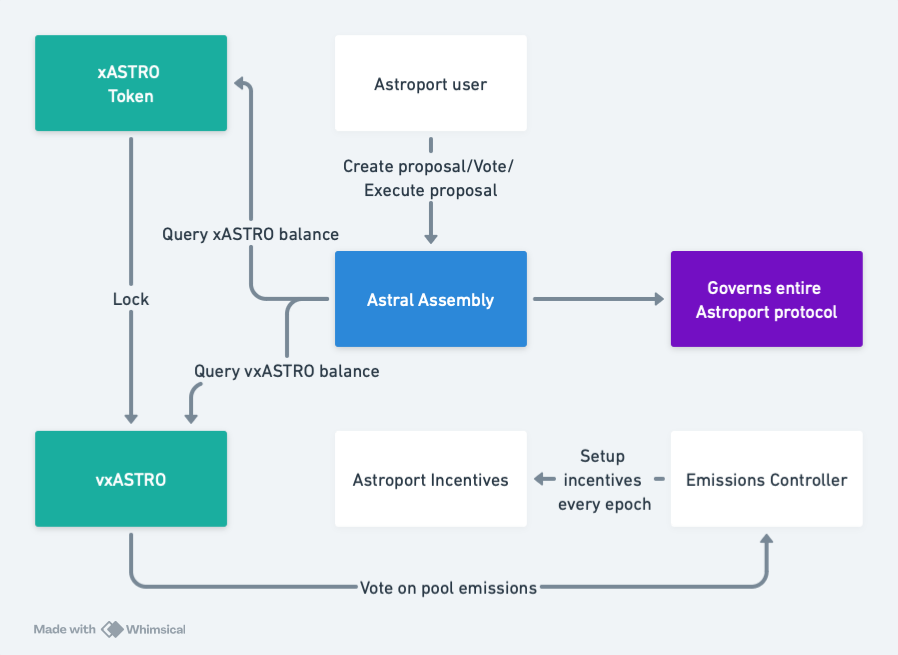 xASTRO
Token
Astroport user
Create proposal/Vote/
Execute proposal
Query xASTRO balance
Lock
Astral Assembly
Governs entire
Astroport protocol
Query vxASTRO balance
vxASTRO
Astroport Incentives
Setup
incentives
every epoch
Emissions Controller
Vote on pool emissions
Made with Whimsical